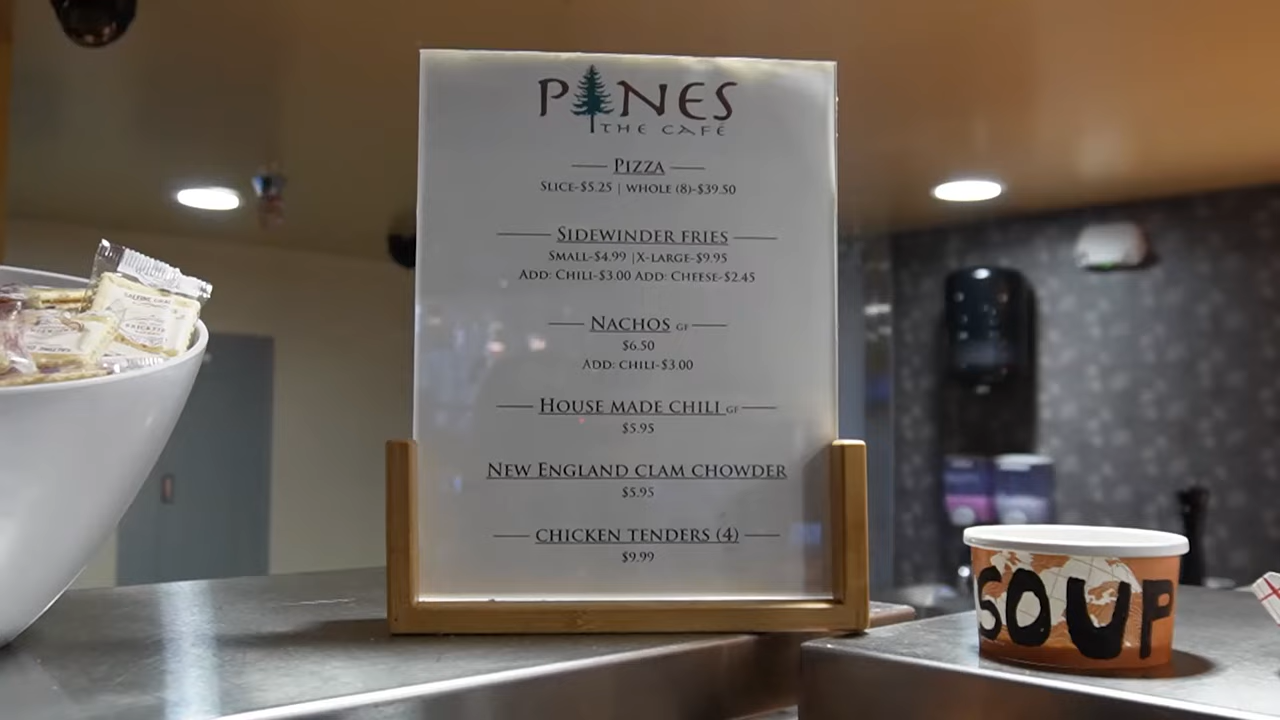 PINES
THE CAFÉ
PIZZA
SLICE-$5.25 | WHOLE (8)-$39.50
SIDEWINDER FRIES
SMALL-$4.99 |X-LARGE-$9.95
ADD: CHILI-$3.00 ADD: CHEESE-$2.45
NACHOS GF
$6.50
ADD: CHILI-$3.00
HOUSE MADE CHILI GF
$5.95
NEW ENGLAND CLAM CHOWDER
$5.95
CHICKEN TENDERS (4)
$9.99
SOUP